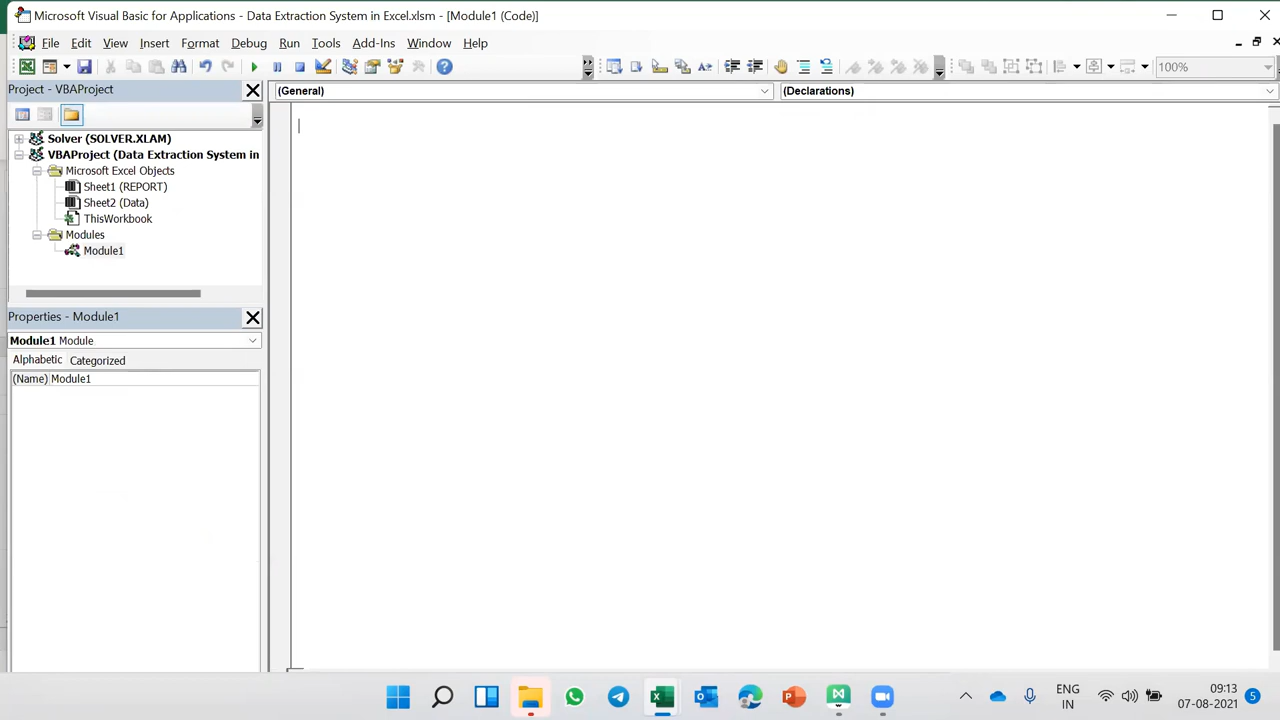 Microsoft Visual Basic for Applications - Data Extraction System in Excel.xlsm - [Module1 (Code)]
File Edit View Insert Format Debug Run Tools Add-Ins Window Help
100%
Project - VBAProject
(General)
(Declarations)
Solver (SOLVER.XLAM)
VBAProject (Data Extraction System in
Microsoft Excel Objects
Sheet1 (REPORT)
Sheet2 (Data)
ThisWorkbook
Modules
Module1
Properties - Module1
Module1 Module
Alphabetic Categorized
(Name) Module1
ENG
IN
09:13
07-08-2021
5